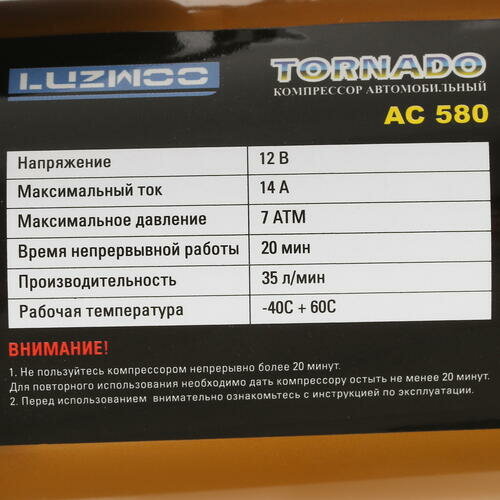 LUZWOO
TORNADO
КОМПРЕССОР АВТОМОБИЛЬНЫЙ
AC 580
Напряжение 12 В
Максимальный ток 14 А
Максимальное давление 7 АТМ
Время непрерывной работы 20 мин
Производительность 35 л/мин
Рабочая температура -40С + 60С
ВНИМАНИЕ!
1. Не пользуйтесь компрессором непрерывно более 20 минут.
Для повторного использования необходимо дать компрессору остыть не менее 20 минут.
2. Перед использованием внимательно ознакомьтесь с инструкцией по эксплуатации.